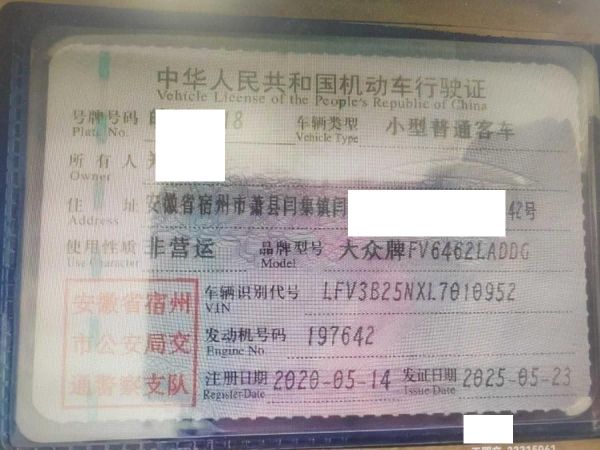 中华人民共和国机动车行驶证
Vehicle License of the People's Republic of China
号牌号码 18 车辆类型 小型普通客车
Plate No. Vehicle Type
所有人
Owner
住址 安徽省宿州市萧县闫集镇闫 42号
Address
使用性质 非营运 品牌型号 大众牌FV6462LADDG
Use Character Model
安徽省宿州
市公安局交
通警察支队
车辆识别代号 LFV3B25NXL7010952
VIN
发动机号码 197642
Engine No.
注册日期 2020-05-14 发证日期 2025-05-23
Register Date Issue Date